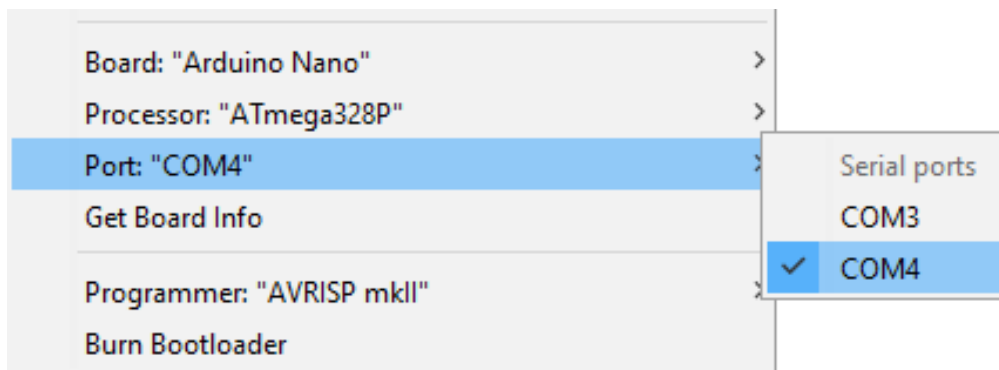 Board: "Arduino Nano"
Processor: "ATmega328P"
Port: "COM4"
Get Board Info
Programmer: "AVRISP mkII"
Burn Bootloader
Serial ports
COM3
COM4